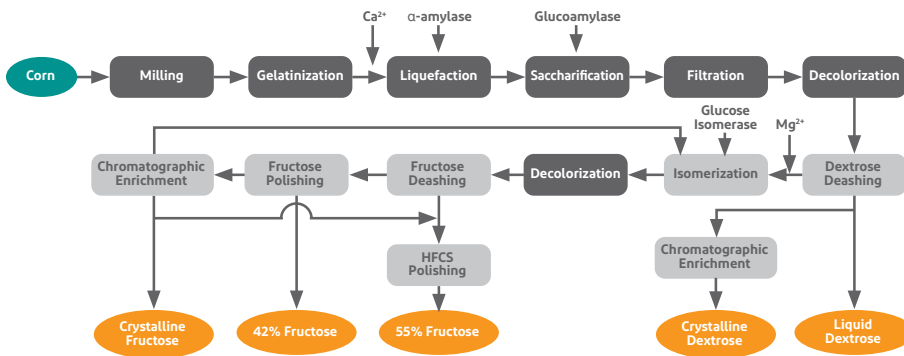 Ca²⁺
α-amylase
Glucoamylase
Corn
Milling
Gelatinization
Liquefaction
Saccharification
Filtration
Decolorization
Glucose
Isomerase
Mg²⁺
Chromatographic
Enrichment
Fructose
Polishing
Fructose
Deashing
Decolorization
Isomerization
Dextrose
Deashing
HFCS
Polishing
Chromatographic
Enrichment
Crystalline
Fructose
42% Fructose
55% Fructose
Crystalline
Dextrose
Liquid
Dextrose